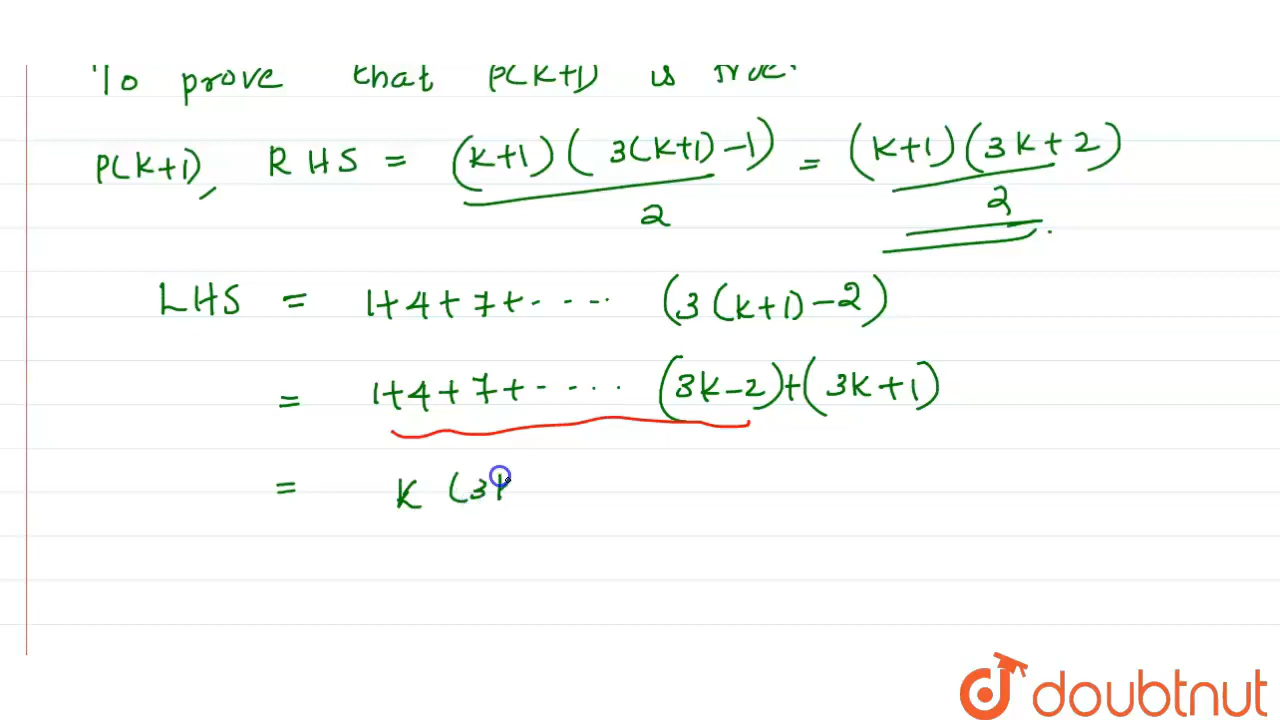 To prove that P(K+1) is true.
P(K+1), RHS = (K+1)(3(K+1)-1)/2 = (K+1)(3K+2)/2.
LHS = 1+4+7+----- (3(K+1)-2)
= 1+4+7+----- (3K-2)+(3K+1)
= K (3
doubtnut